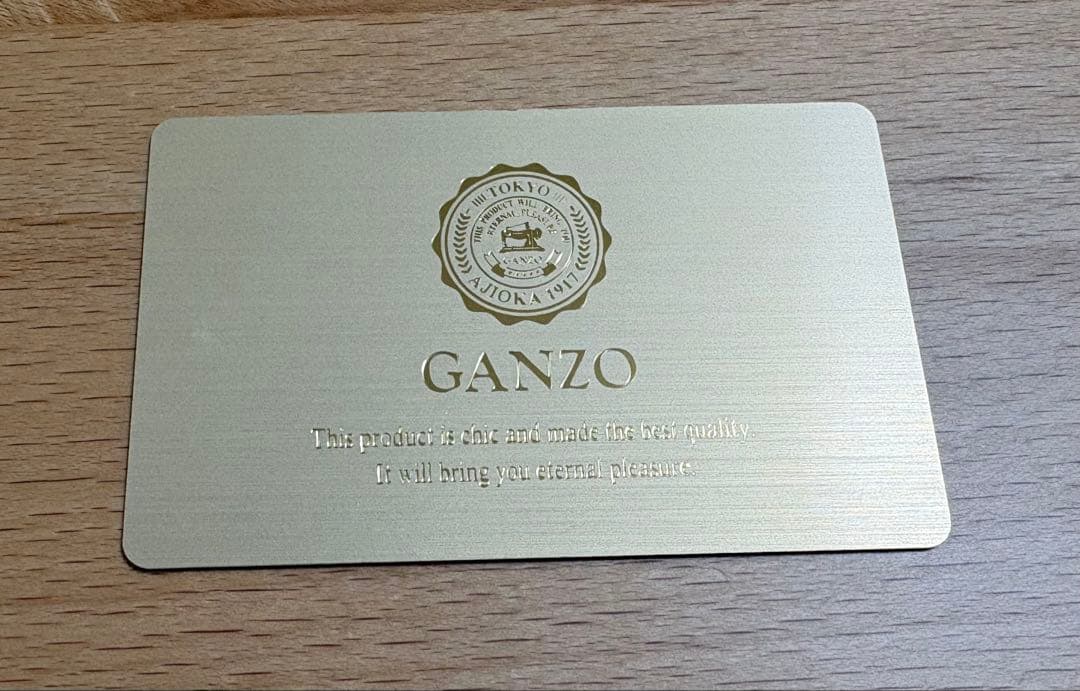 TOKYO
THIS PRODUCT WILL BRING YOU
ETERNAL PLEASURE
GANZO
AJIOKA 1917
GANZO
This product is chic and made the best quality.
It will bring you eternal pleasure.